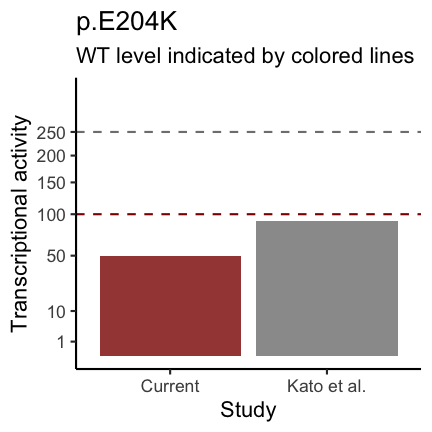 p.E204K
WT level indicated by colored lines
Transcriptional activity
250
200
150
100
50
10
1
Current
Kato et al.
Study